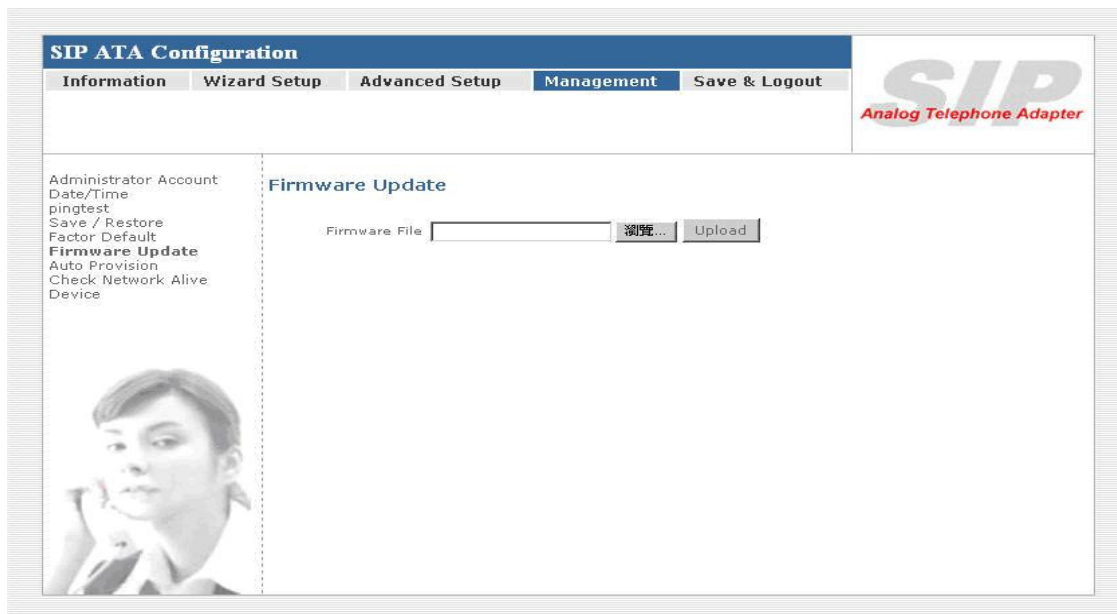 SIP ATA Configuration
Information Wizard Setup Advanced Setup Management Save & Logout
SIP
Analog Telephone Adapter
Administrator Account
Date/Time
pingtest
Save / Restore
Factor Default
Firmware Update
Auto Provision
Check Network Alive
Device
Firmware Update
Firmware File 瀏覽... Upload